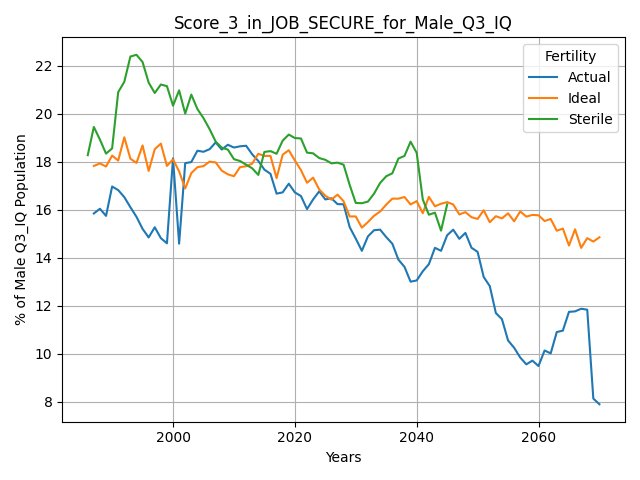 Score_3_in_JOB_SECURE_for_Male_Q3_IQ
% of Male Q3_IQ Population
22
20
18
16
14
12
10
8
Fertility
Actual
Ideal
Sterile
2000 2020 2040 2060
Years